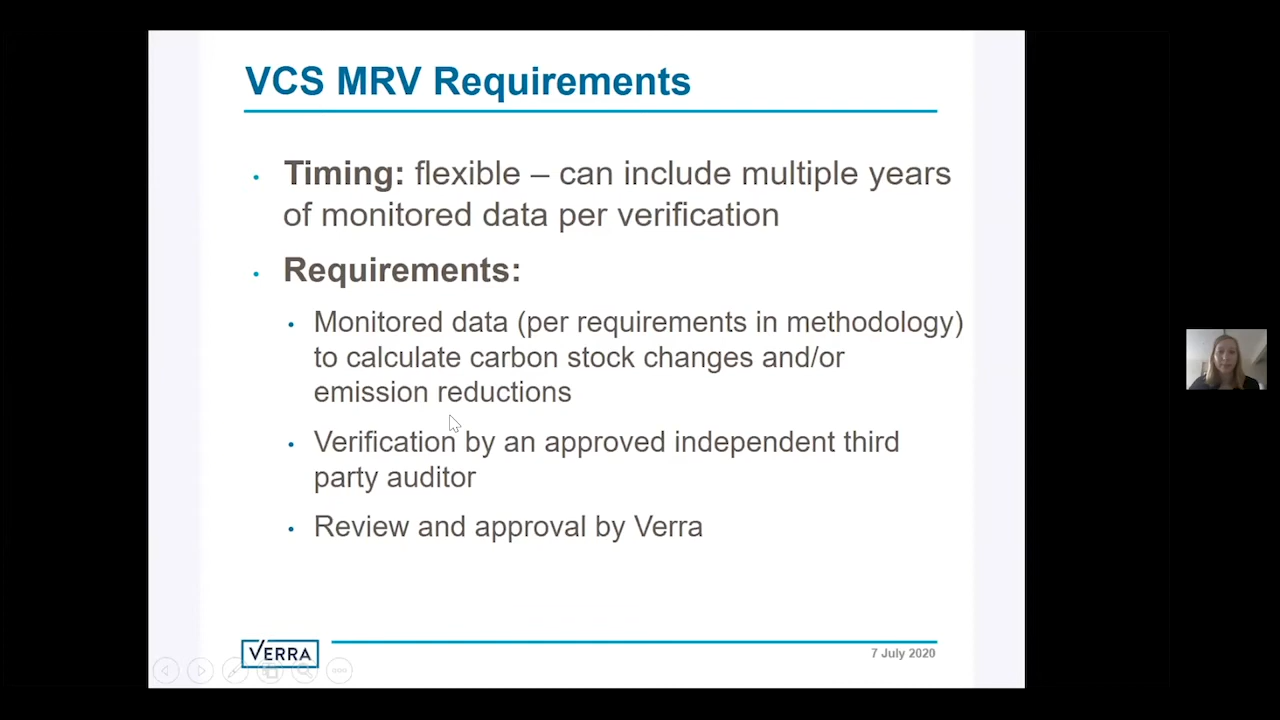 VCS MRV Requirements
• Timing: flexible – can include multiple years
of monitored data per verification
• Requirements:
• Monitored data (per requirements in methodology)
to calculate carbon stock changes and/or
emission reductions
• Verification by an approved independent third
party auditor
• Review and approval by Verra
VERRA
7 July 2020